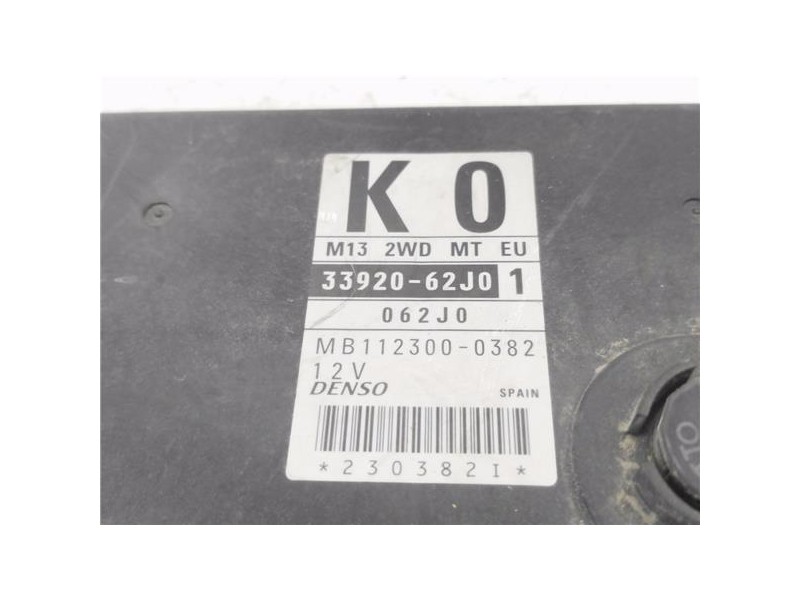 K 0
M13 2WD MT EU
33920-62J0 1
062J0
MB112300-0382
12V
DENSO SPAIN
*230382I*